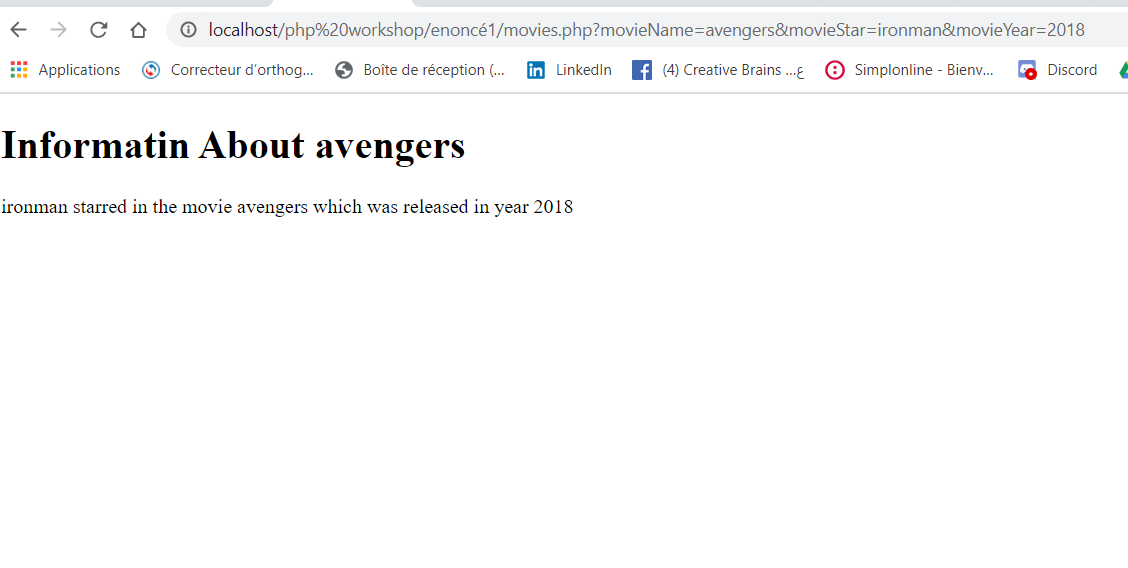 localhost/php%20workshop/enoncé1/movies.php?movieName=avengers&movieStar=ironman&movieYear=2018
Applications Correcteur d'orthog... Boîte de réception (... LinkedIn (4) Creative Brains ...ع Simplonline - Bienv... Discord
Informatin About avengers
ironman starred in the movie avengers which was released in year 2018